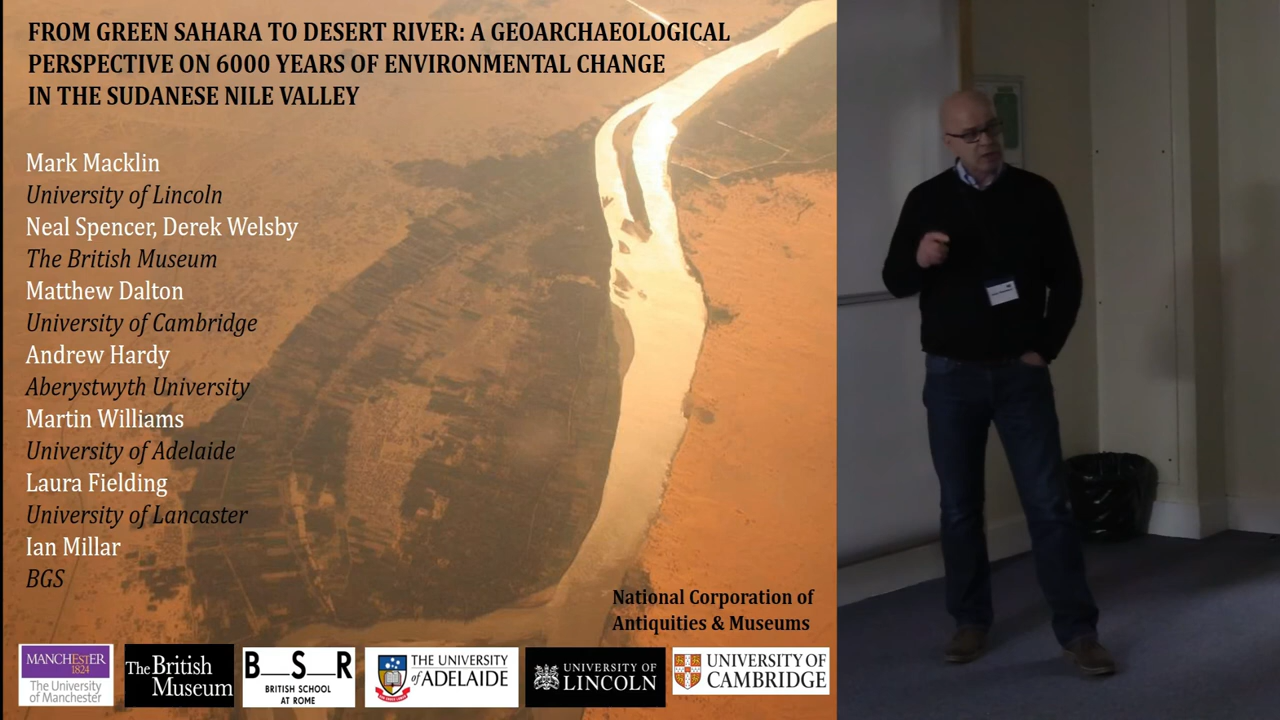 FROM GREEN SAHARA TO DESERT RIVER: A GEOARCHAEOLOGICAL
PERSPECTIVE ON 6000 YEARS OF ENVIRONMENTAL CHANGE
IN THE SUDANESE NILE VALLEY
Mark Macklin
University of Lincoln
Neal Spencer, Derek Welsby
The British Museum
Matthew Dalton
University of Cambridge
Andrew Hardy
Aberystwyth University
Martin Williams
University of Adelaide
Laura Fielding
University of Lancaster
Ian Millar
BGS
National Corporation of
Antiquities & Museums
MANCHESTER
1824
The University
of Manchester
The British
Museum
B S R
BRITISH SCHOOL
AT ROME
THE UNIVERSITY
of ADELAIDE
UNIVERSITY OF
LINCOLN
UNIVERSITY OF
CAMBRIDGE